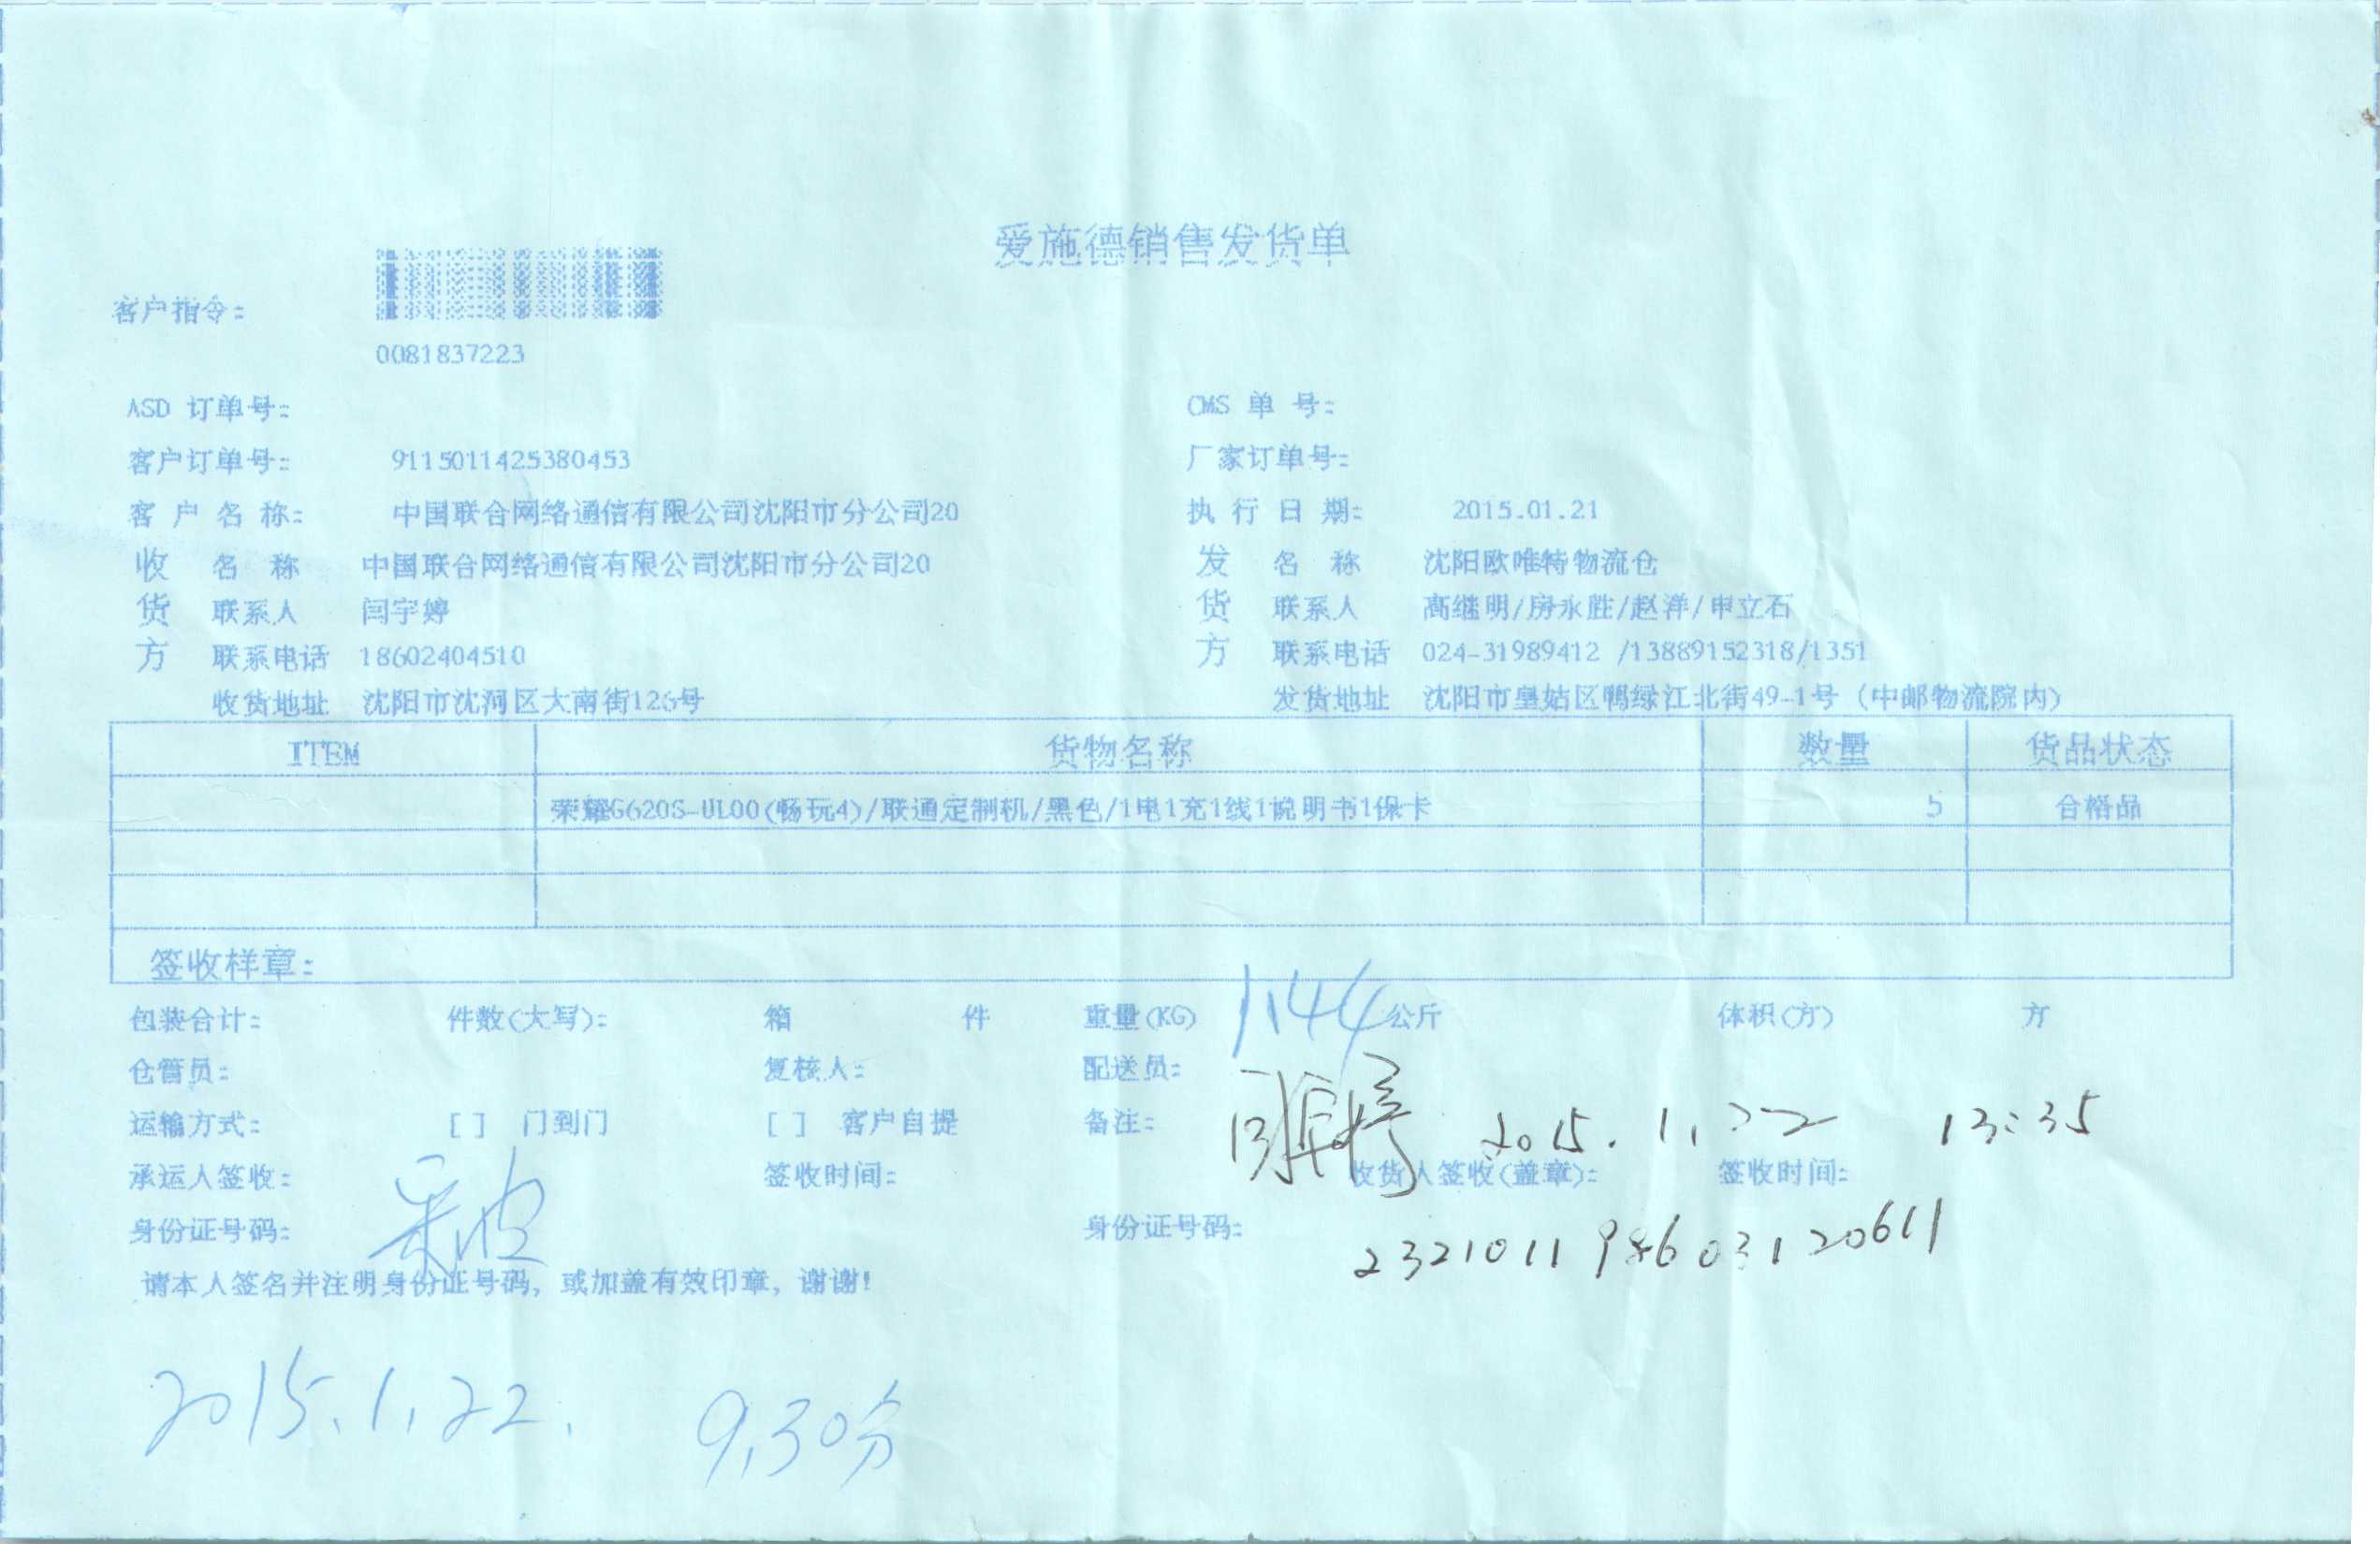 爱施德销售发货单
客户指令:
0081837223
ASD 订单号: CMS 单 号:
客户订单号: 9115011425380453 厂家订单号:
客 户 名 称: 中国联合网络通信有限公司沈阳市分公司20 执 行 日 期: 2015.01.21
收 名 称 中国联合网络通信有限公司沈阳市分公司20 发 名 称 沈阳欧唯特物流仓
货 联系人 闫宇婷 货 联系人 高继明/房永胜/赵洋/申立石
方 联系电话 18602404510 方 联系电话 024-31989412 /13889152318/1351
收货地址 沈阳市沈河区大南街126号 发货地址 沈阳市皇姑区鸭绿江北街49-1号 (中邮物流院内)
ITEM 货物名称 数量 货品状态
荣耀G620S-UL00(畅玩4)/联通定制机/黑色/1电1充1线1说明书1保卡 5 合格品
签收样章:
包装合计: 件数(大写): 箱 件 重量(KG) 1.44 公斤 体积(方) 方
仓管员: 复核人: 配送员:
运输方式: [ ] 门到门 [ ] 客户自提 备注: 闫宇婷 2015.1.22 13:35
承运人签收: 签收时间: 收货人签收(盖章): 签收时间:
身份证号码: 身份证号码: 232101198603120611
请本人签名并注明身份证号码, 或加盖有效印章, 谢谢!
2015.1.22. 9.30分